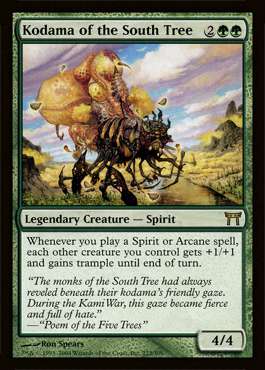 Kodama of the South Tree 2
Legendary Creature — Spirit
Whenever you play a Spirit or Arcane spell,
each other creature you control gets +1/+1
and gains trample until end of turn.
“The monks of the South Tree had always
reveled beneath their kodama’s friendly gaze.
During the Kami War, this gaze became fierce
and full of hate.”
—“Poem of the Five Trees”
Ron Spears
4/4